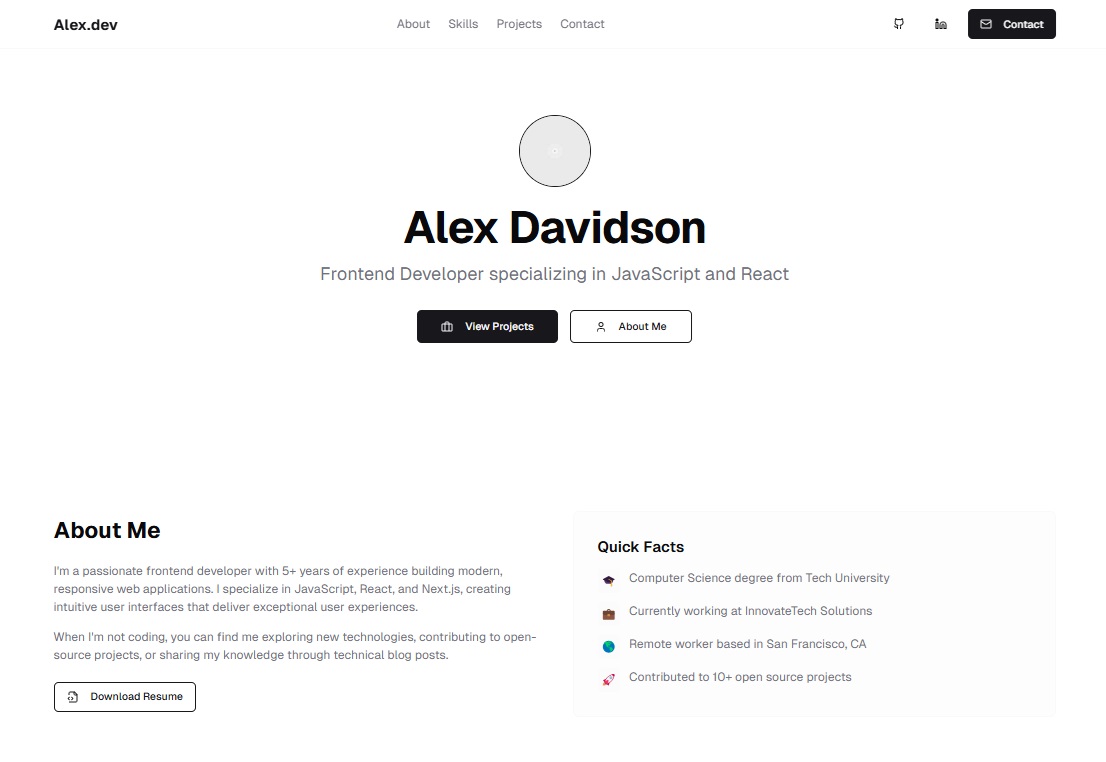 Alex.dev
About Skills Projects Contact
Contact
Alex Davidson
Frontend Developer specializing in JavaScript and React
View Projects
About Me
About Me
I'm a passionate frontend developer with 5+ years of experience building modern,
responsive web applications. I specialize in JavaScript, React, and Next.js, creating
intuitive user interfaces that deliver exceptional user experiences.
When I'm not coding, you can find me exploring new technologies, contributing to open-
source projects, or sharing my knowledge through technical blog posts.
Download Resume
Quick Facts
Computer Science degree from Tech University
Currently working at InnovateTech Solutions
Remote worker based in San Francisco, CA
Contributed to 10+ open source projects